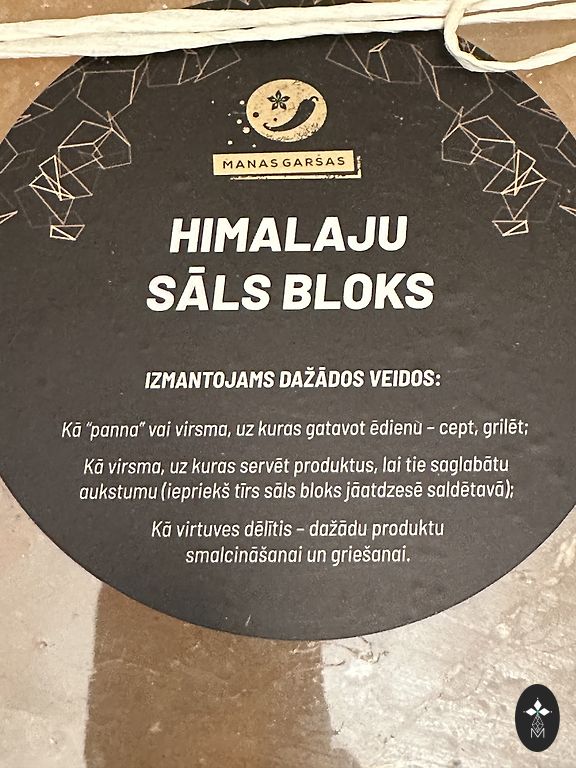 MANAS GARŠAS
HIMALAJU
SĀLS BLOKS
IZMANTOJAMS DAŽĀDOS VEIDOS:
Kā “panna” vai virsma, uz kuras gatavot ēdienu – cept, grilēt;
Kā virsma, uz kuras servēt produktus, lai tie saglabātu
aukstumu (iepriekš tīrs sāls bloks jāatdzesē saldētavā);
Kā virtuves dēlītis – dažādu produktu
smalcināšanai un griešanai.
M